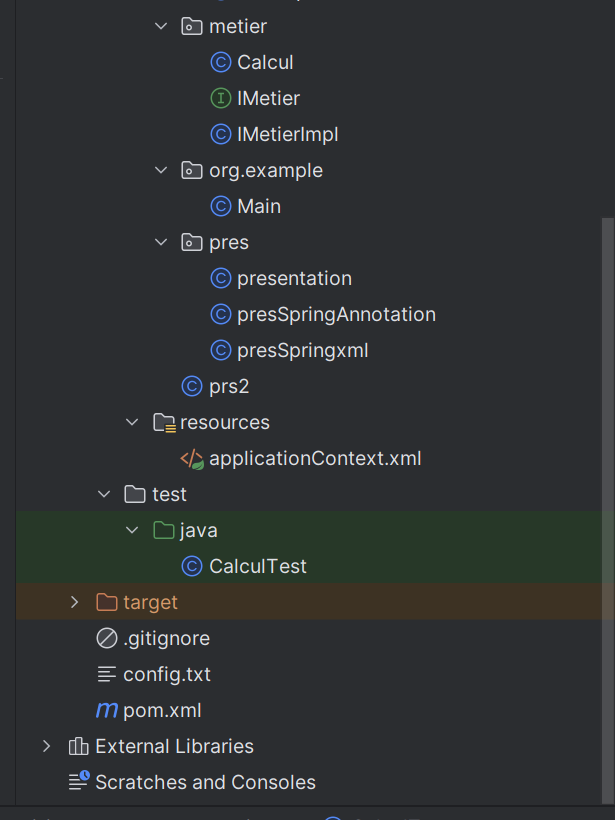 metier
Calcul
IMetier
IMetierImpl
org.example
Main
pres
presentation
presSpringAnnotation
presSpringxml
prs2
resources
applicationContext.xml
test
java
CalculTest
target
.gitignore
config.txt
pom.xml
External Libraries
Scratches and Consoles